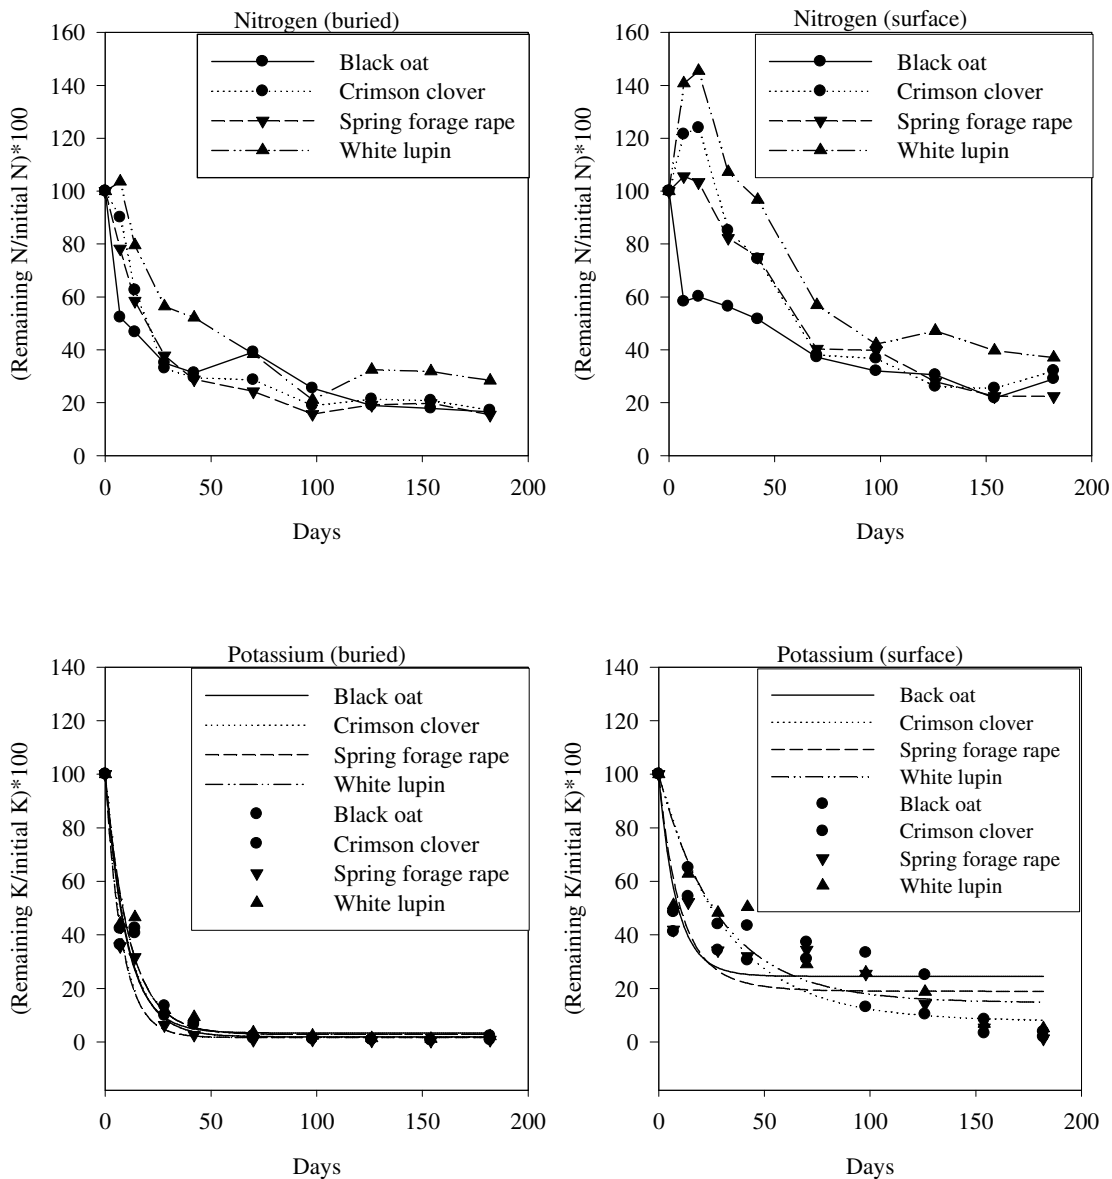 Nitrogen (buried)
160
140
120
100
80
60
40
20
0
(Remaining N/initial N)*100
Black oat
Crimson clover
Spring forage rape
White lupin
0 50 100 150 200
Days
Nitrogen (surface)
160
140
120
100
80
60
40
20
0
(Remaining N/initial N)*100
Black oat
Crimson clover
Spring forage rape
White lupin
0 50 100 150 200
Days
Potassium (buried)
140
120
100
80
60
40
20
0
(Remaining K/initial K)*100
Black oat
Crimson clover
Spring forage rape
White lupin
Black oat
Crimson clover
Spring forage rape
White lupin
0 50 100 150 200
Days
Potassium (surface)
140
120
100
80
60
40
20
0
(Remaining K/initial K)*100
Back oat
Crimson clover
Spring forage rape
White lupin
Black oat
Crimson clover
Spring forage rape
White lupin
0 50 100 150 200
Days